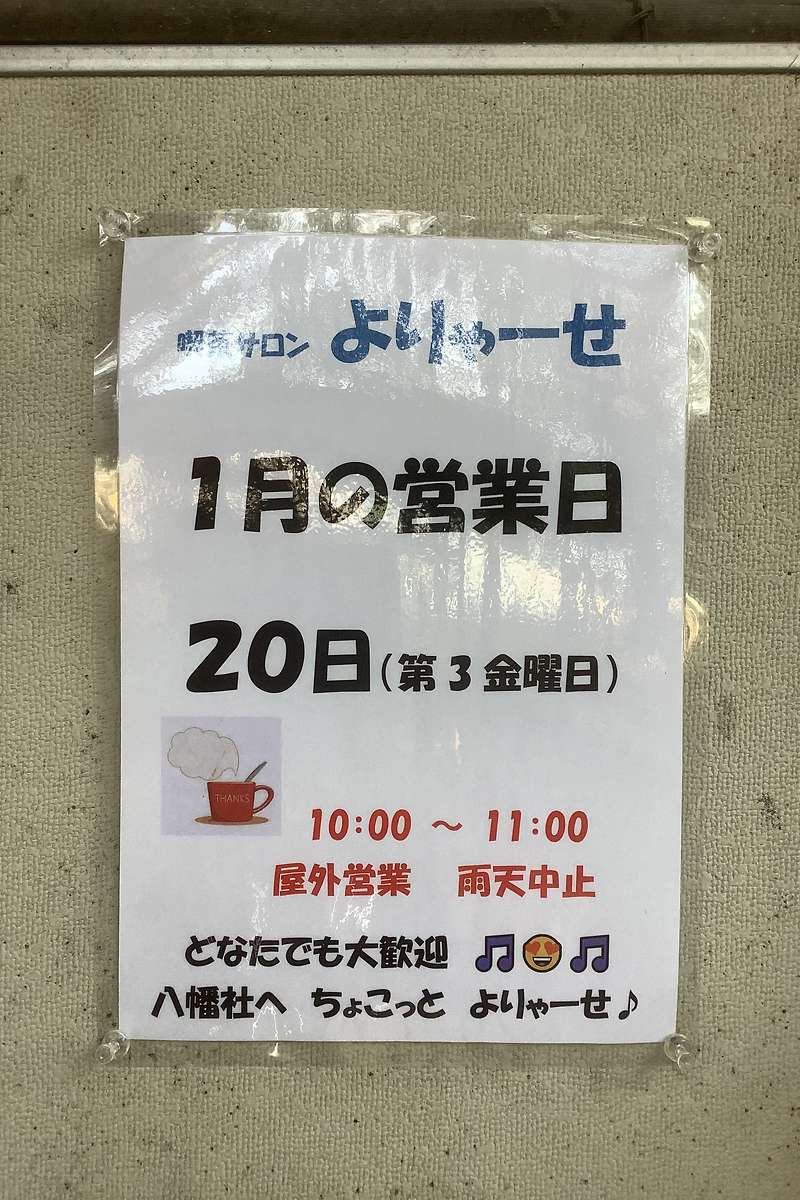 喫茶サロン よりゃーせ
1月の営業日
20日(第3金曜日)
THANKS
10:00 ～ 11:00
屋外営業 雨天中止
どなたでも大歓迎 🎵😍🎵
八幡社へ ちょこっと よりゃーせ♪